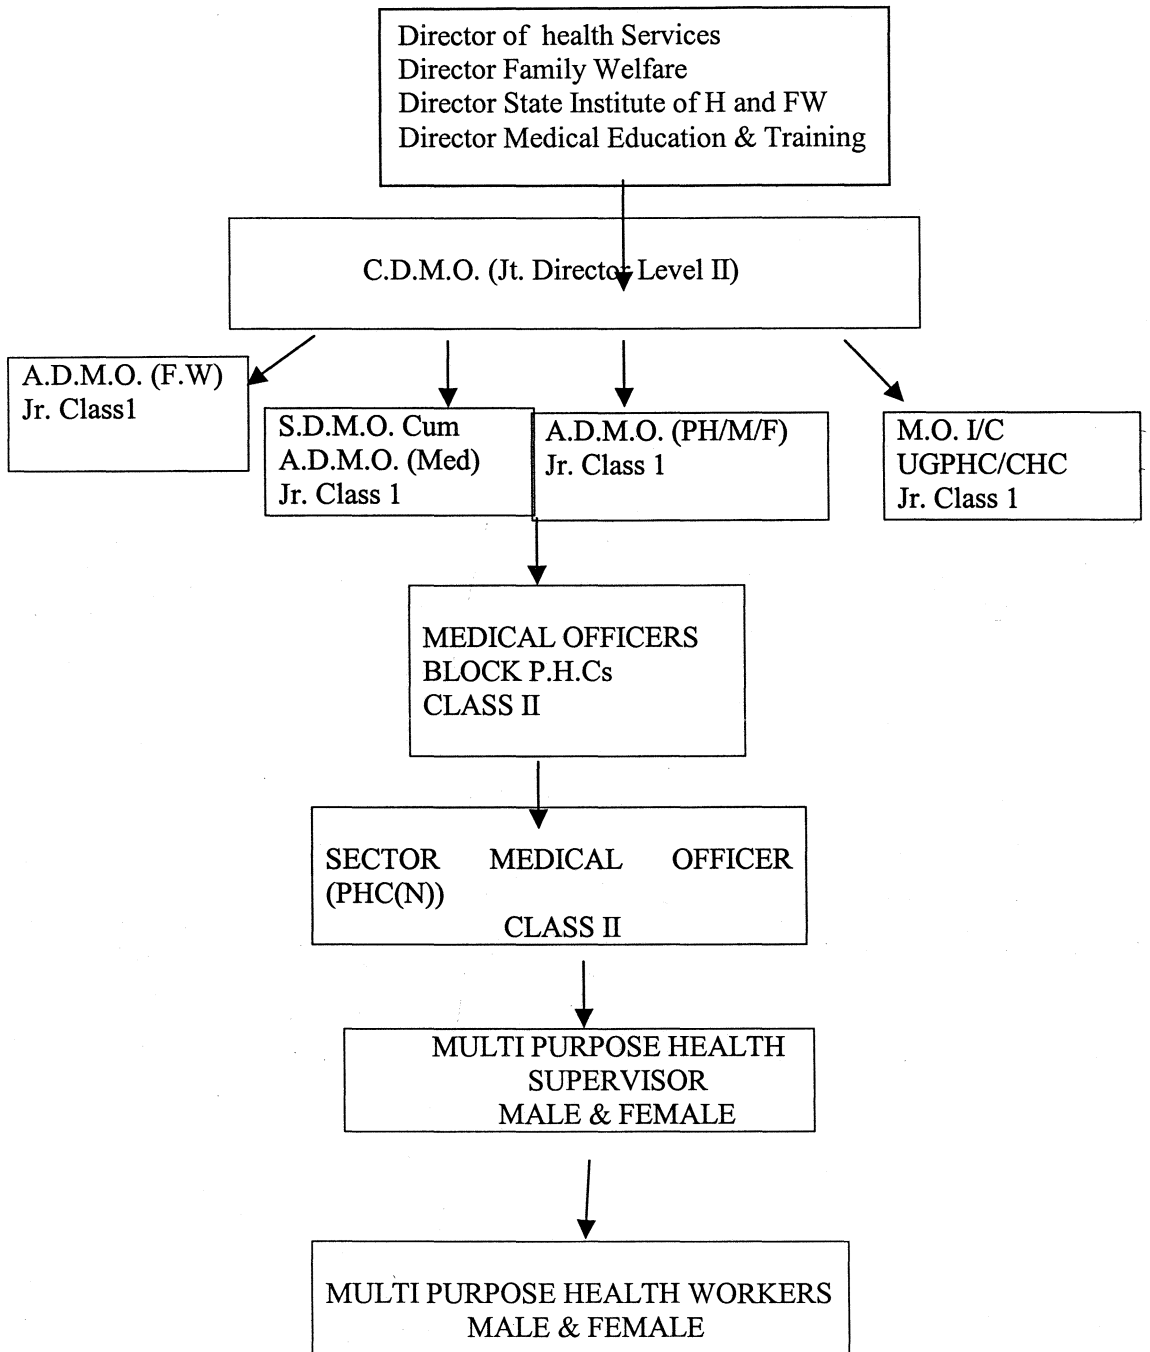 Director of health Services
Director Family Welfare
Director State Institute of H and FW
Director Medical Education & Training
C.D.M.O. (Jt. Director Level II)
A.D.M.O. (F.W)
Jr. Class1
S.D.M.O. Cum
A.D.M.O. (Med)
Jr. Class 1
A.D.M.O. (PH/M/F)
Jr. Class 1
M.O. I/C
UGPHC/CHC
Jr. Class 1
MEDICAL OFFICERS
BLOCK P.H.Cs
CLASS II
SECTOR MEDICAL OFFICER
(PHC(N))
CLASS II
MULTI PURPOSE HEALTH
SUPERVISOR
MALE & FEMALE
MULTI PURPOSE HEALTH WORKERS
MALE & FEMALE